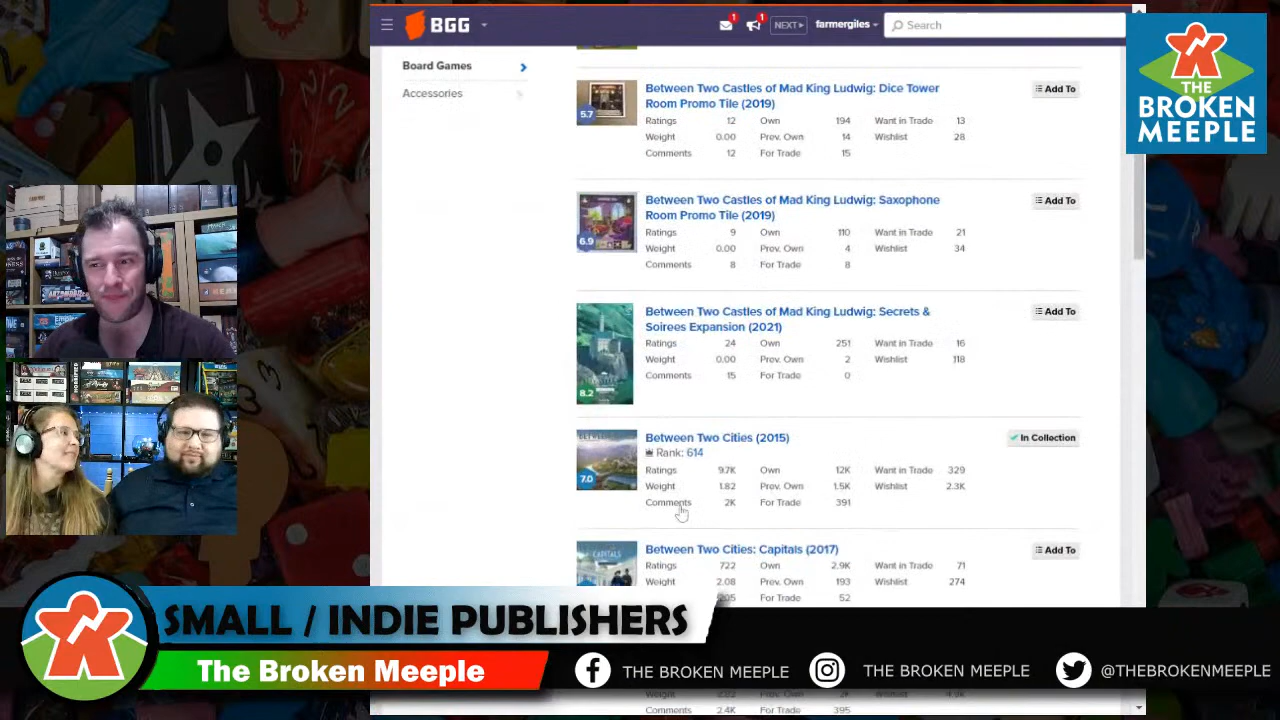 BGG
1
1
NEXT
farmergiles
Search
THE
BROKEN
MEEPLE
Board Games
Accessories
Between Two Castles of Mad King Ludwig: Dice Tower
Room Promo Tile (2019)
Add To
5.7
Ratings 12 Own 194 Want in Trade 13
Weight 0.00 Prev. Own 14 Wishlist 28
Comments 12 For Trade 15
Between Two Castles of Mad King Ludwig: Saxophone
Room Promo Tile (2019)
Add To
6.9
Ratings 9 Own 110 Want in Trade 21
Weight 0.00 Prev. Own 4 Wishlist 34
Comments 8 For Trade 8
Between Two Castles of Mad King Ludwig: Secrets &
Soirees Expansion (2021)
Add To
8.2
Ratings 24 Own 251 Want in Trade 16
Weight 0.00 Prev. Own 2 Wishlist 118
Comments 15 For Trade 0
Between Two Cities (2015)
In Collection
Rank: 614
7.0
Ratings 9.7K Own 12K Want in Trade 329
Weight 1.82 Prev. Own 1.5K Wishlist 2.3K
Comments 2K For Trade 391
Between Two Cities: Capitals (2017)
Add To
CAPITALS
Ratings 722 Own 2.9K Want in Trade 71
Weight 2.08 Prev. Own 193 Wishlist 274
205 For Trade 52
SMALL / INDIE PUBLISHERS
The Broken Meeple
THE BROKEN MEEPLE
THE BROKEN MEEPLE
@THEBROKENMEEPLE
Comments 2.4K For Trade 395